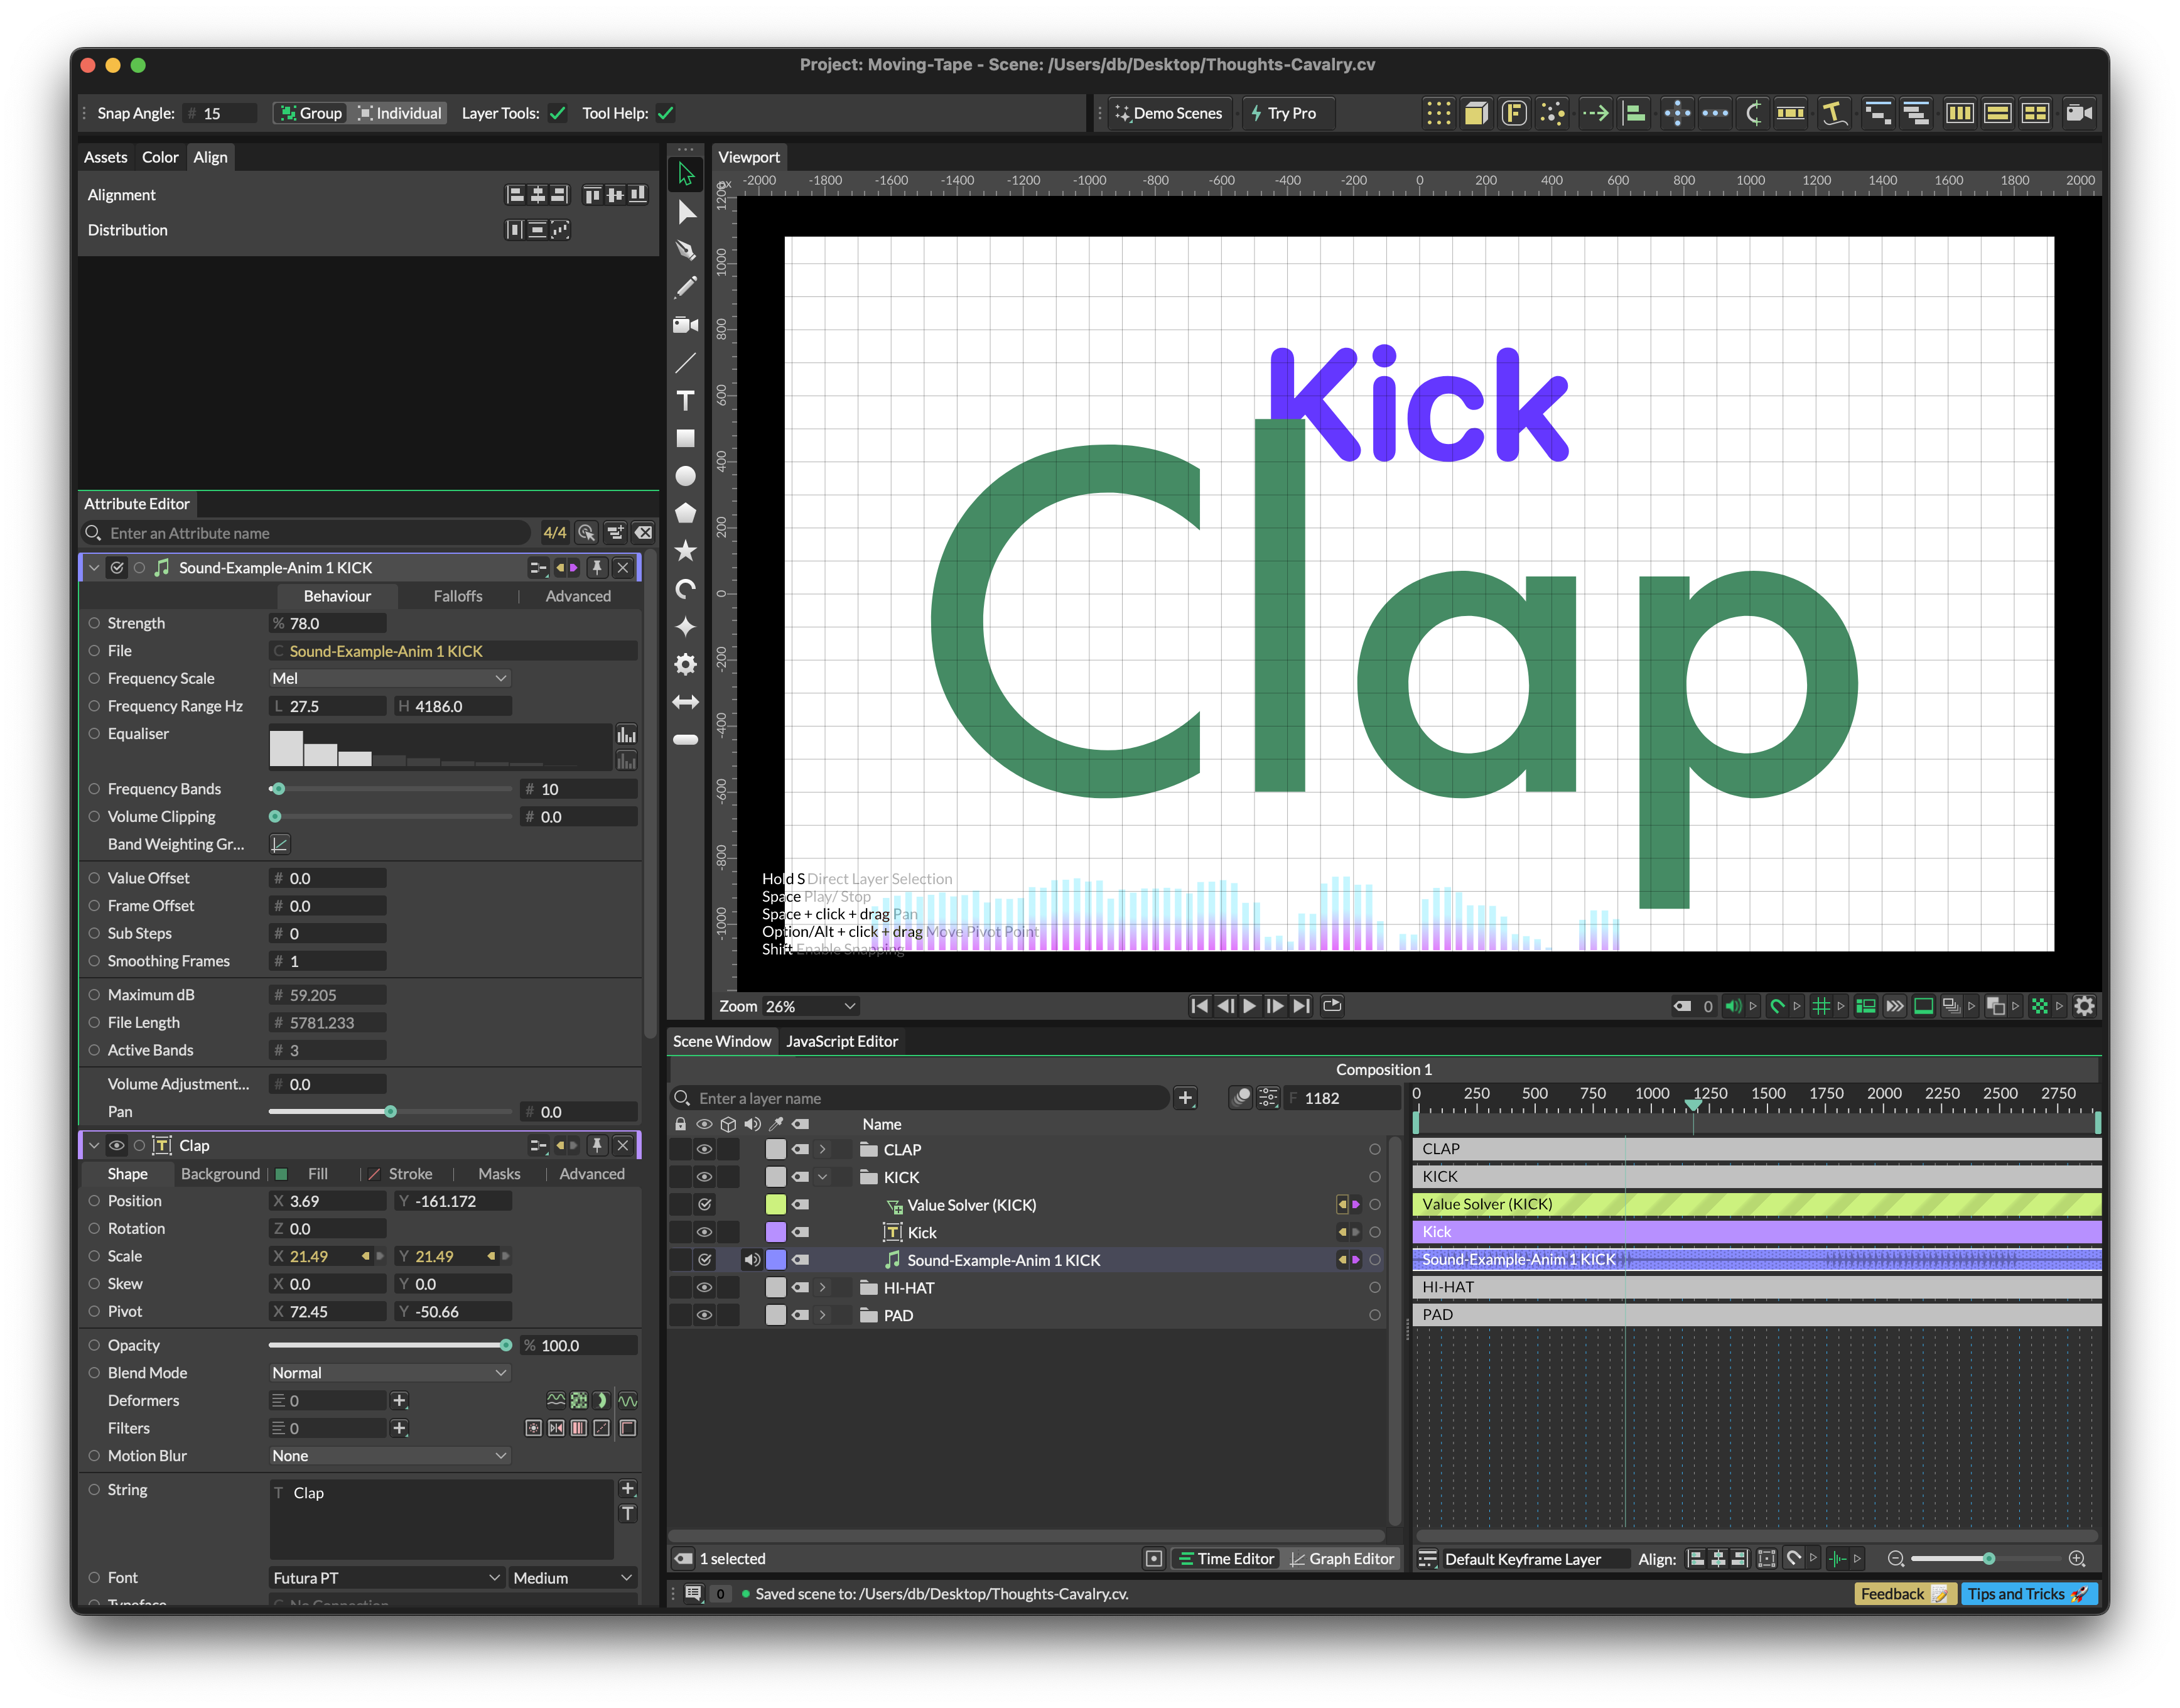 Project: Moving-Tape - Scene: /Users/db/Desktop/Thoughts-Cavalry.cv
Snap Angle: # 15 Group Individual Layer Tools: Tool Help: Demo Scenes Try Pro
Assets Color Align
Alignment
Distribution
Attribute Editor
Enter an Attribute name 4/4
Sound-Example-Anim 1 KICK
Behaviour Falloffs Advanced
Strength % 78.0
File C Sound-Example-Anim 1 KICK
Frequency Scale Mel
Frequency Range Hz L 27.5 H 4186.0
Equaliser
Frequency Bands # 10
Volume Clipping # 0.0
Band Weighting Gr...
Value Offset # 0.0
Frame Offset # 0.0
Sub Steps # 0
Smoothing Frames # 1
Maximum dB # 59.205
File Length # 5781.233
Active Bands # 3
Volume Adjustment... # 0.0
Pan # 0.0
Clap
Shape Background Fill Stroke Masks Advanced
Position X 3.69 Y -161.172
Rotation Z 0.0
Scale X 21.49 Y 21.49
Skew X 0.0 Y 0.0
Pivot X 72.45 Y -50.66
Opacity % 100.0
Blend Mode Normal
Deformers 0
Filters 0
Motion Blur None
String T Clap
Font Futura PT Medium
Typeface C No Connection
Viewport
px -2000 -1800 -1600 -1400 -1200 -1000 -800 -600 -400 -200 0 200 400 600 800 1000 1200 1400 1600 1800 2000
1200
1000
800
600
400
200
0
-200
-400
-600
-800
-1000
Kick
Clap
Hold S Direct Layer Selection
Space Play/ Stop
Space + click + drag Pan
Option/Alt + click + drag Move Pivot Point
Shift Enable Snapping
Zoom 26% 0
Scene Window JavaScript Editor
Composition 1
Enter a layer name F 1182 0 250 500 750 1000 1250 1500 1750 2000 2250 2500 2750
Name
CLAP CLAP
KICK KICK
Value Solver (KICK) Value Solver (KICK)
Kick Kick
Sound-Example-Anim 1 KICK Sound-Example-Anim 1 KICK
HI-HAT HI-HAT
PAD PAD
1 selected Time Editor Graph Editor Default Keyframe Layer Align:
0 Saved scene to: /Users/db/Desktop/Thoughts-Cavalry.cv. Feedback Tips and Tricks